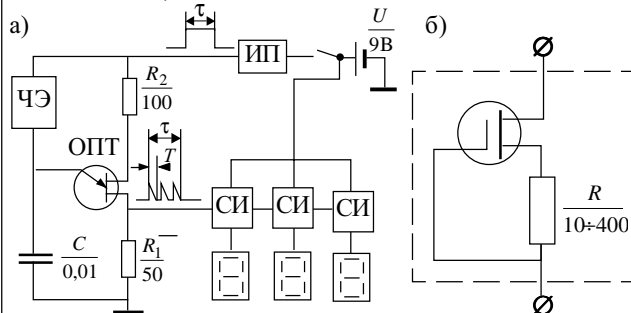 а)
τ
U
9В
б)
ИП
ЧЭ
R₂
100
ОПТ
τ
T
СИ
СИ
СИ
R
10÷400
C
0,01
R₁
50